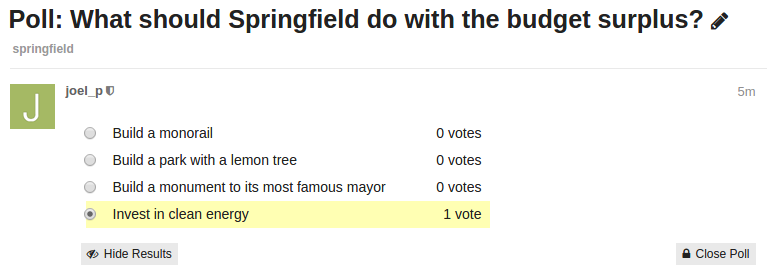 Poll: What should Springfield do with the budget surplus?
springfield
J
joel_p 5m
Build a monorail 0 votes
Build a park with a lemon tree 0 votes
Build a monument to its most famous mayor 0 votes
Invest in clean energy 1 vote
Hide Results Close Poll